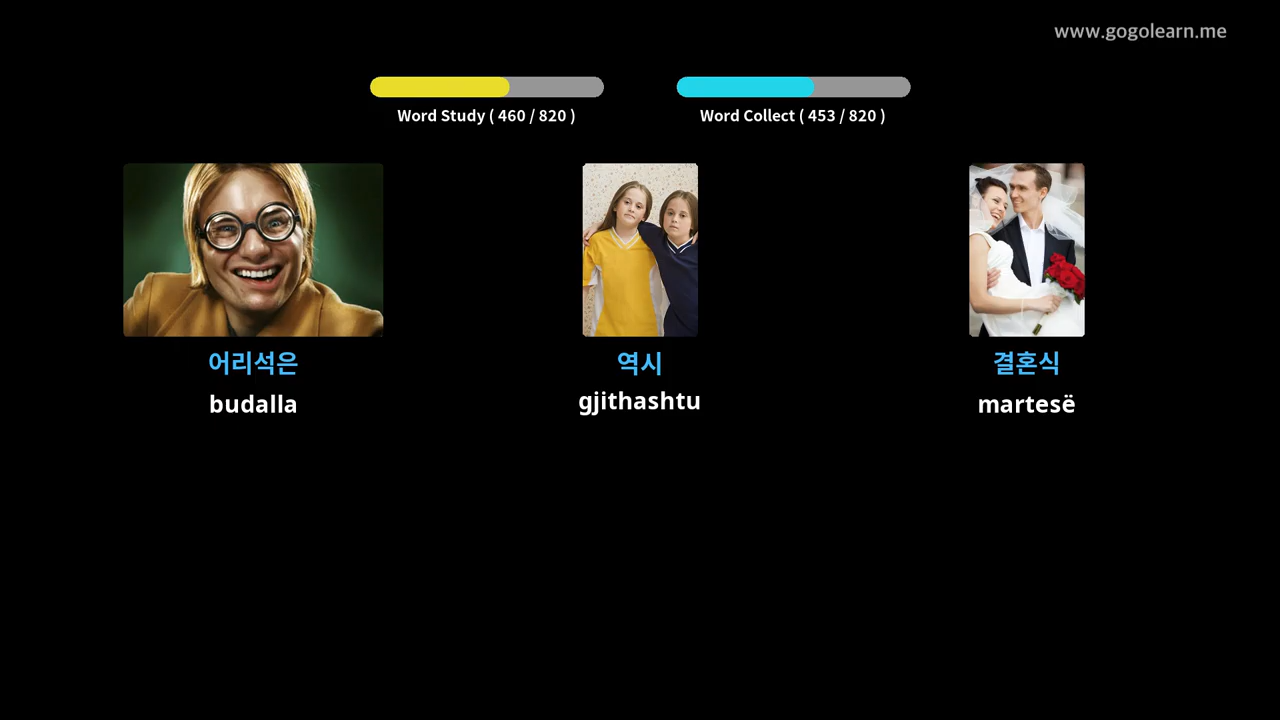 www.gogolearn.me
Word Study ( 460 / 820 )
Word Collect ( 453 / 820 )
어리석은
역시
결혼식
budalla
gjithashtu
martesë